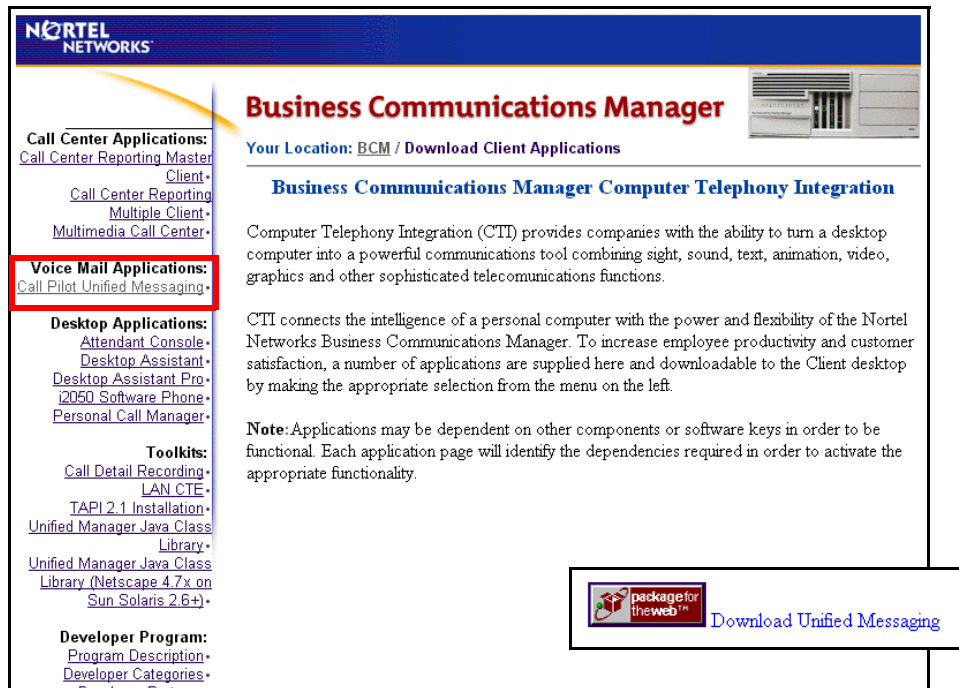 NORTEL
NETWORKS
Business Communications Manager
Your Location: BCM / Download Client Applications
Call Center Applications:
Call Center Reporting Master
Client•
Call Center Reporting
Multiple Client•
Multimedia Call Center•
Voice Mail Applications:
Call Pilot Unified Messaging•
Desktop Applications:
Attendant Console•
Desktop Assistant•
Desktop Assistant Pro•
i2050 Software Phone•
Personal Call Manager•
Toolkits:
Call Detail Recording•
LAN CTE•
TAPI 2.1 Installation•
Unified Manager Java Class
Library•
Unified Manager Java Class
Library (Netscape 4.7x on
Sun Solaris 2.6+)•
Developer Program:
Program Description•
Developer Categories•
Business Communications Manager Computer Telephony Integration
Computer Telephony Integration (CTI) provides companies with the ability to turn a desktop
computer into a powerful communications tool combining sight, sound, text, animation, video,
graphics and other sophisticated telecomunications functions.
CTI connects the intelligence of a personal computer with the power and flexibility of the Nortel
Networks Business Communications Manager. To increase employee productivity and customer
satisfaction, a number of applications are supplied here and downloadable to the Client desktop
by making the appropriate selection from the menu on the left.
Note:Applications may be dependent on other components or software keys in order to be
functional. Each application page will identify the dependencies required in order to activate the
appropriate functionality.
packagefor
theweb™
Download Unified Messaging